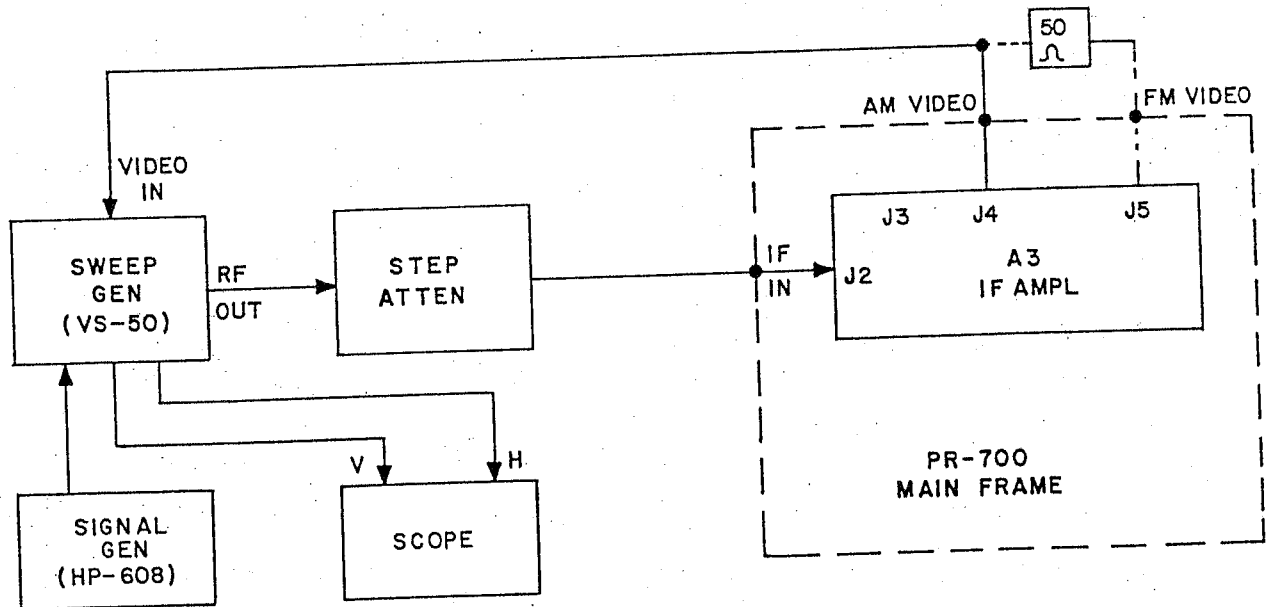 50
Ω
AM VIDEO
FM VIDEO
VIDEO
IN
SWEEP
GEN
(VS-50)
RF
OUT
STEP
ATTEN
IF
IN
J3
J4
J5
J2
A3
IF AMPL
V
H
PR-700
MAIN FRAME
SIGNAL
GEN
(HP-608)
SCOPE